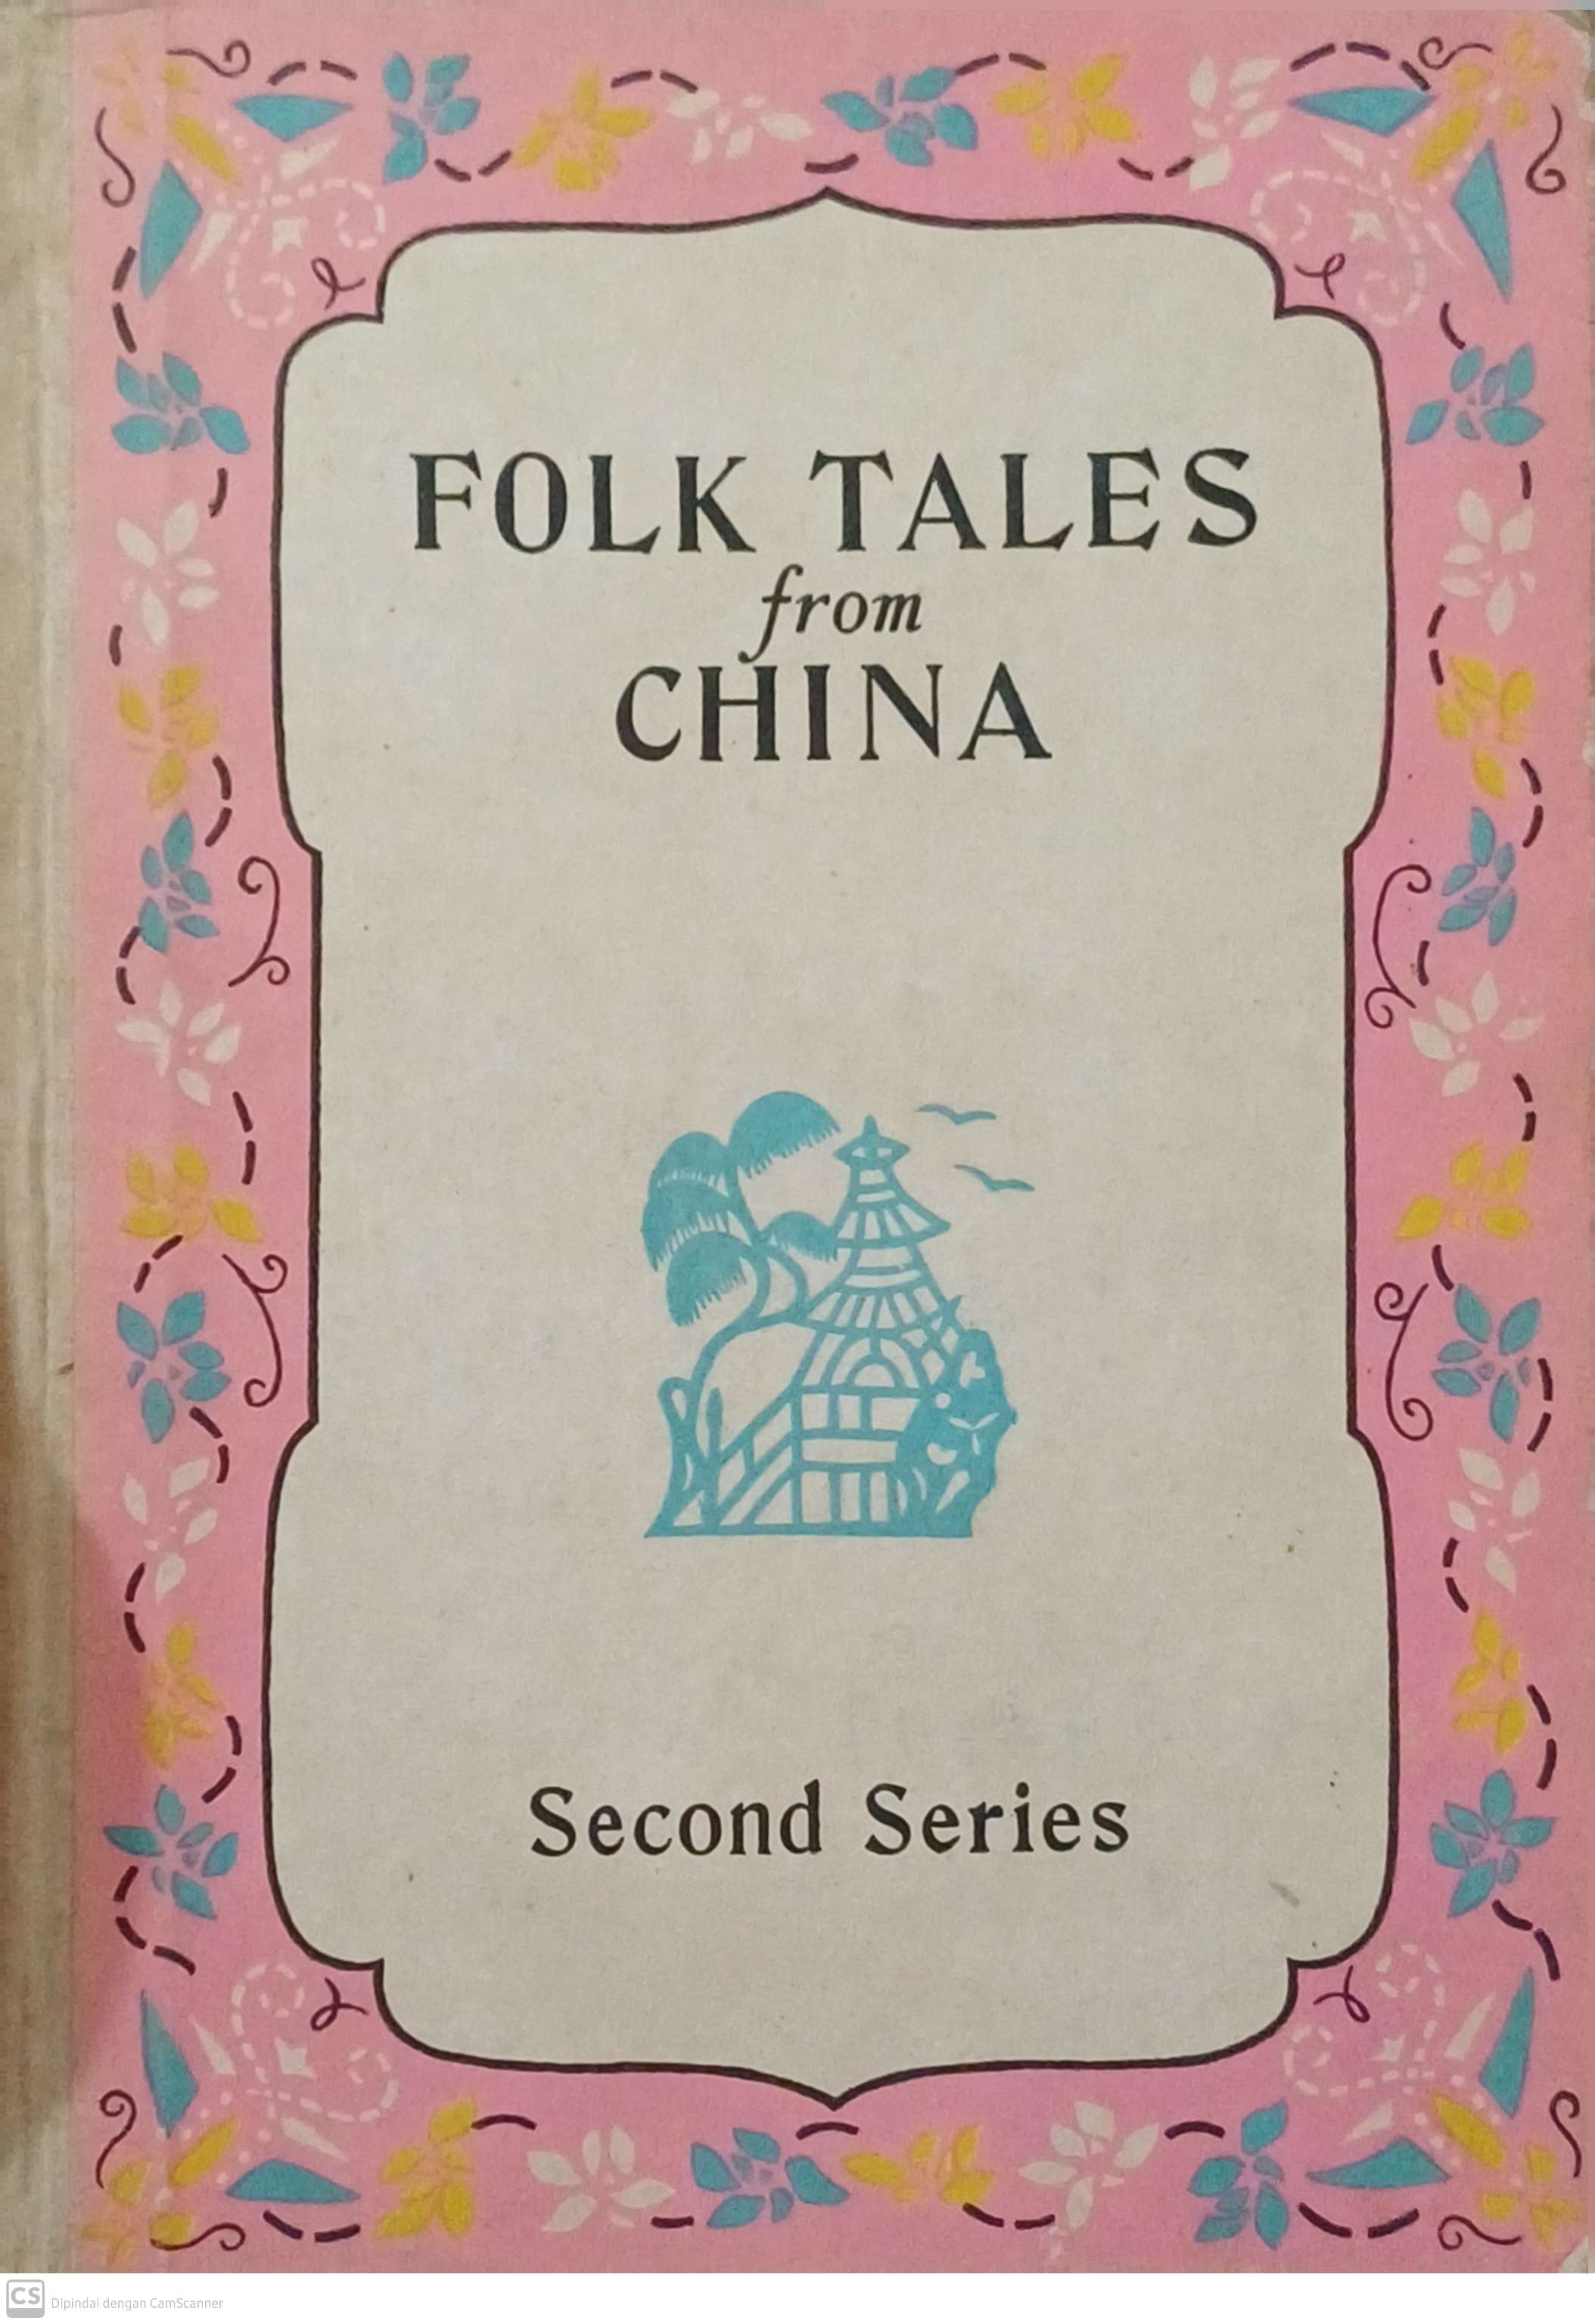 FOLK TALES
from
CHINA
Second Series
CS Dipindai dengan CamScanner